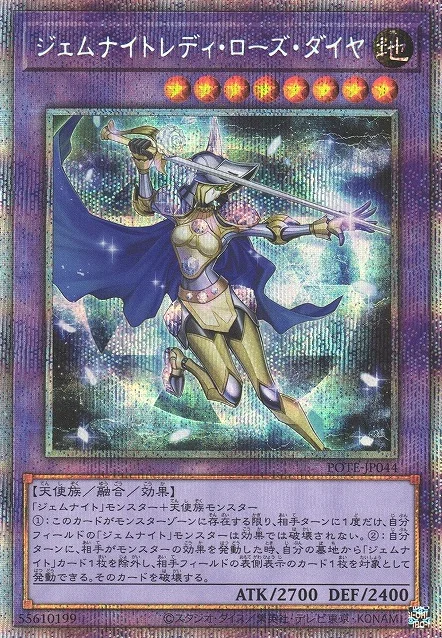 ジェムナイトレディ・ローズ・ダイヤ
地
POTE-JP044
【天使族／融合／効果】
「ジェムナイト」モンスター＋天使族モンスター
①：このカードがモンスターゾーンに存在する限り、相手ターンに１度だけ、自分
フィールドの「ジェムナイト」モンスターは効果では破壊されない。②：自分・相手
ターンに、相手がモンスターの効果を発動した時、自分の墓地から「ジェムナイ
ト」カード１枚を除外し、相手フィールドの表側表示のカード１枚を対象として
発動できる。そのカードを破壊する。
ATK/2700 DEF/2400
55610199
©スタジオ・ダイス/集英社・テレビ東京・KONAMI